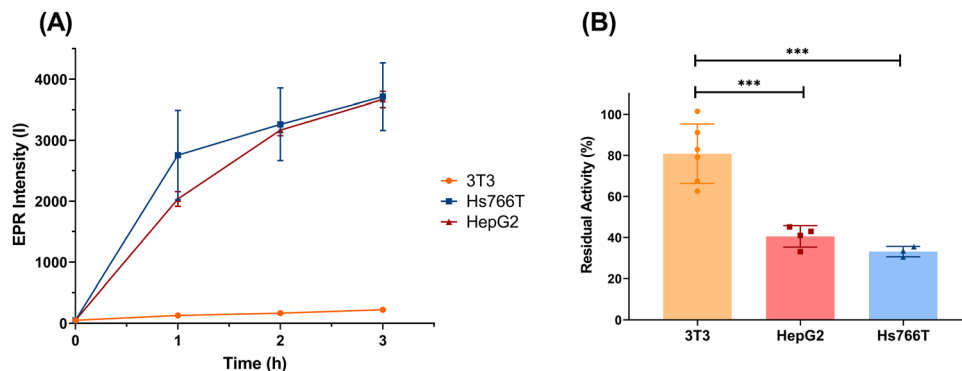 (A)
EPR Intensity (I)
4000
3000
2000
1000
0
0 1 2 3
Time (h)
3T3
Hs766T
HepG2
(B)
***
***
Residual Activity (%)
100
80
60
40
20
0
3T3 HepG2 Hs766T